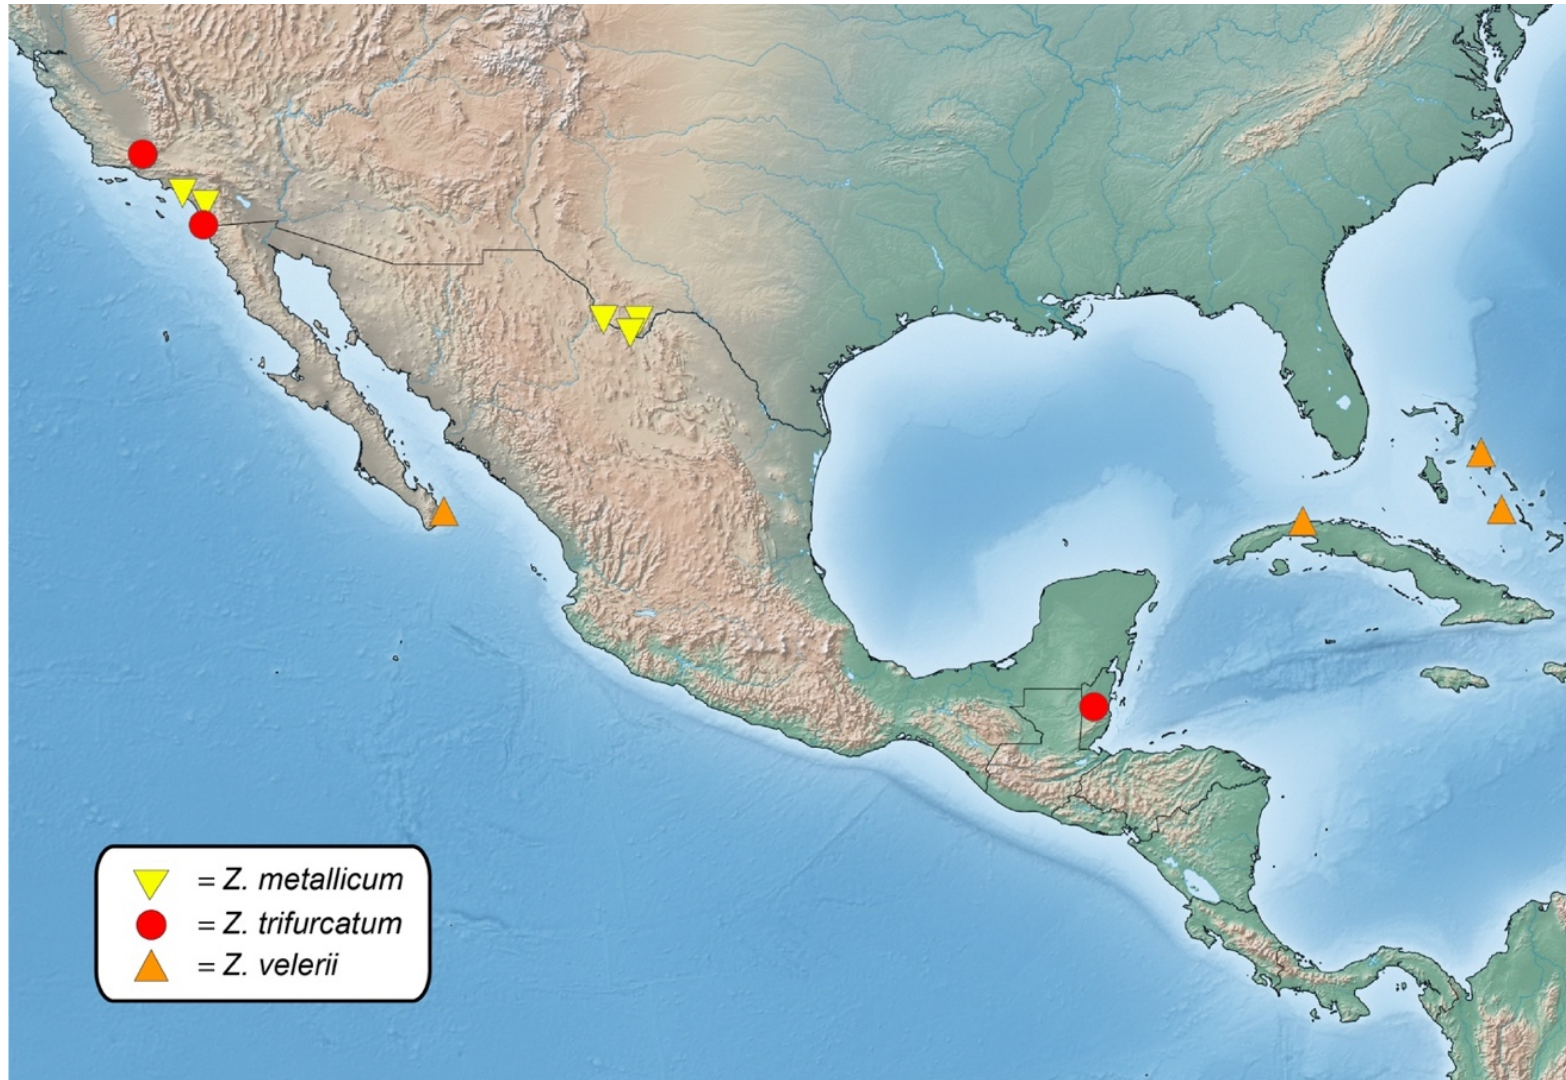 = Z. metallicum
= Z. trifurcatum
= Z. velerii